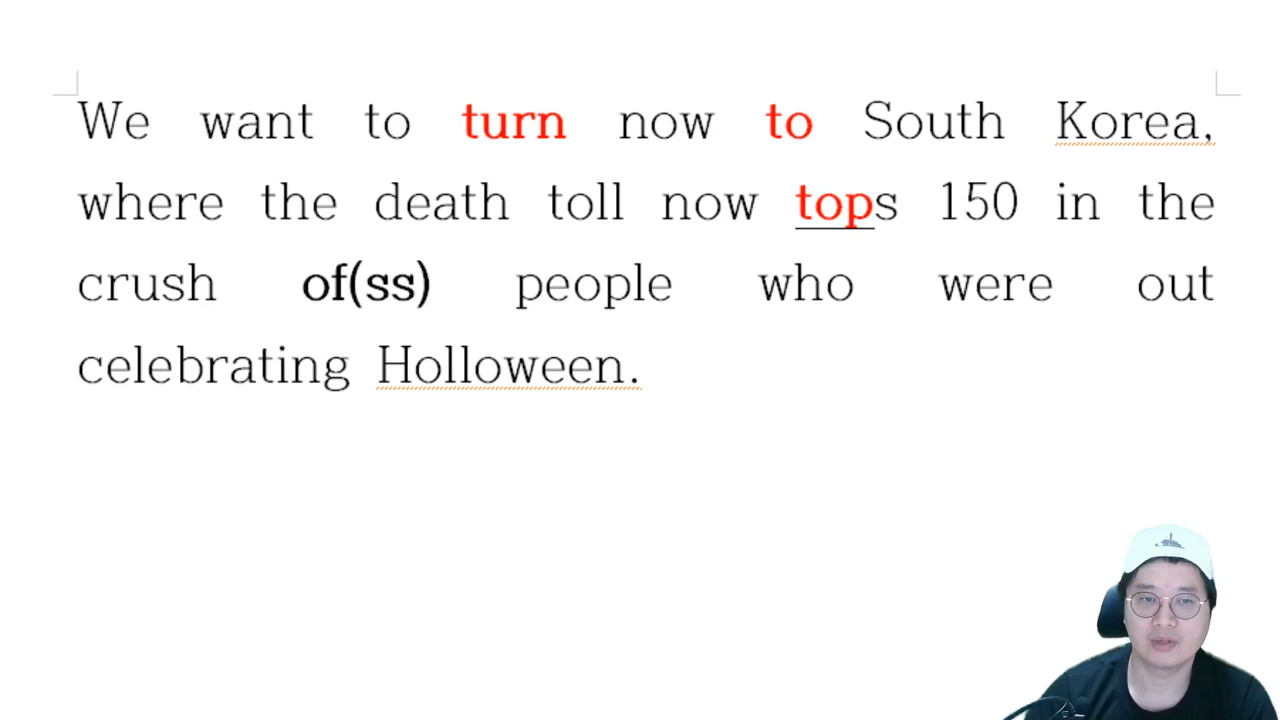 We want to turn now to South Korea,
where the death toll now tops 150 in the
crush of(ss) people who were out
celebrating Holloween.